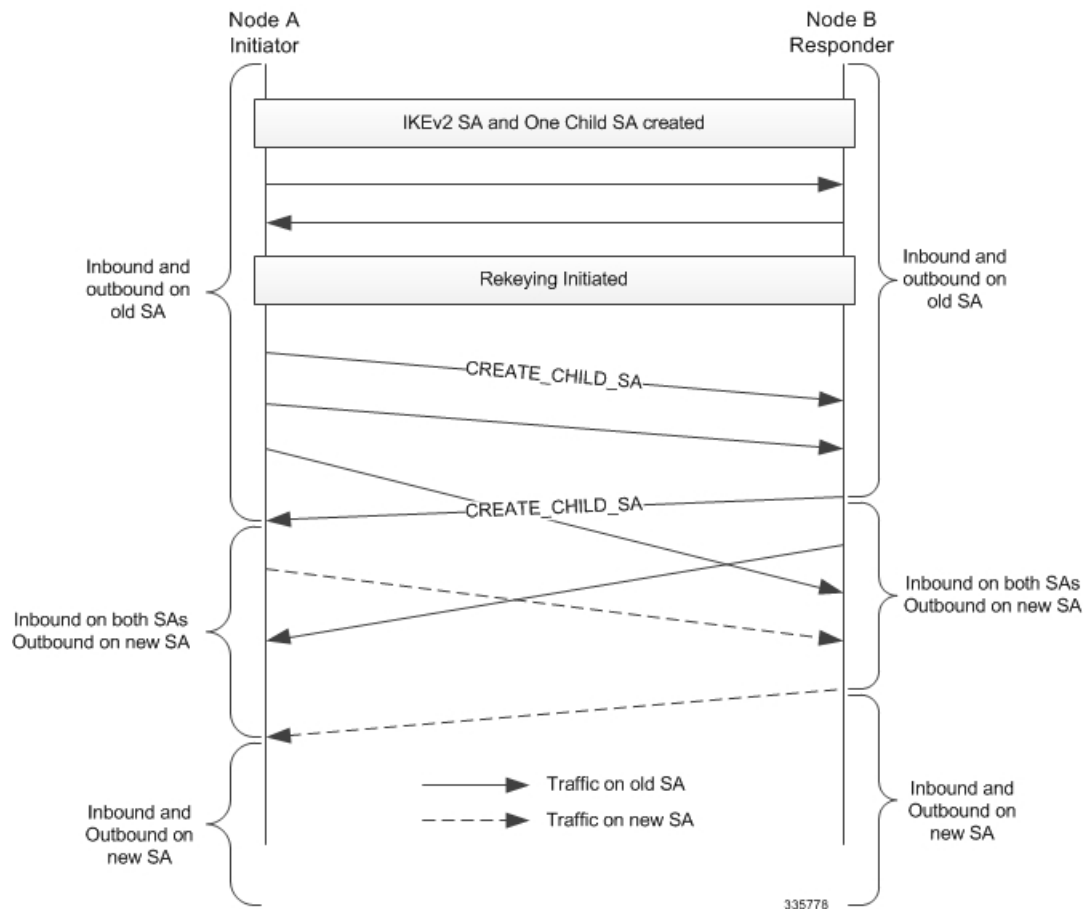 Node A
Initiator
Node B
Responder
IKEv2 SA and One Child SA created
Inbound and
outbound on
old SA
Inbound and
outbound on
old SA
Rekeying Initiated
CREATE_CHILD_SA
CREATE_CHILD_SA
Inbound on both SAs
Outbound on new SA
Inbound on both SAs
Outbound on new SA
Traffic on old SA
Traffic on new SA
Inbound and
Outbound on
new SA
Inbound and
Outbound on
new SA
335778